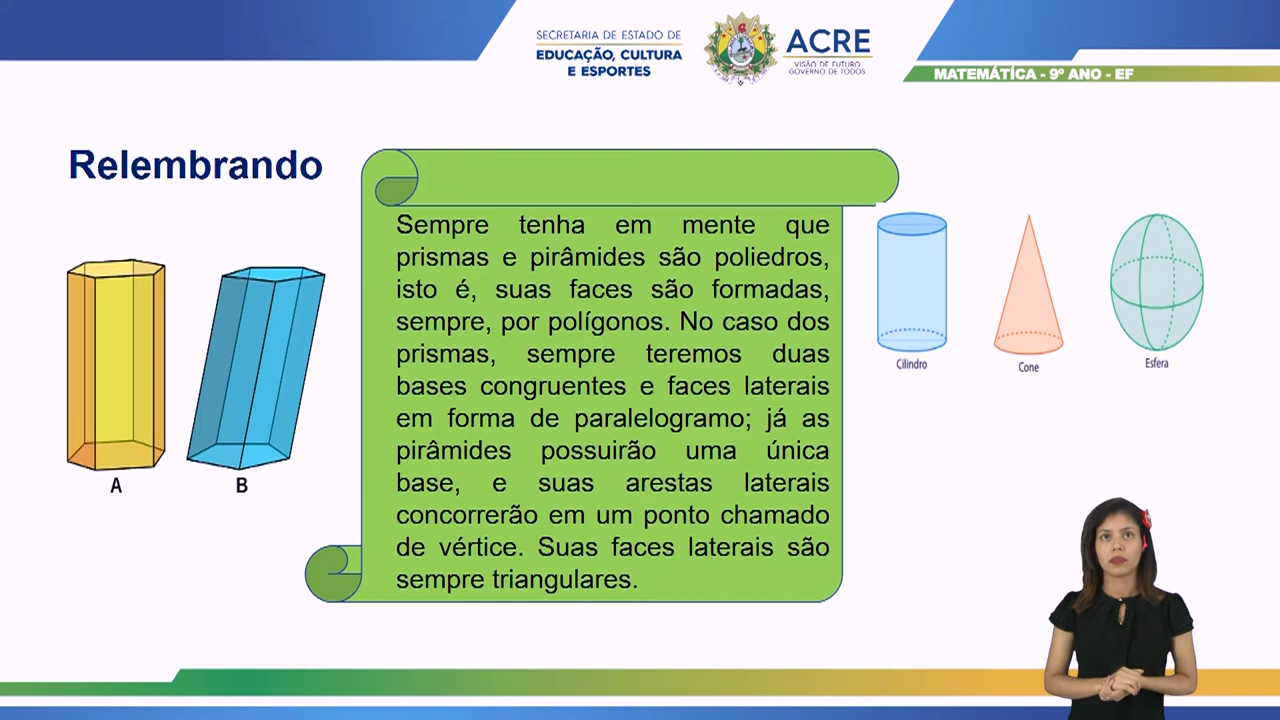 SECRETARIA DE ESTADO DE
EDUCAÇÃO, CULTURA
E ESPORTES
ACRE
VISÃO DE FUTURO
GOVERNO DE TODOS
MATEMÁTÍCA - 9º ANO - EF
Relembrando
Sempre tenha em mente que
prismas e pirâmides são poliedros,
isto é, suas faces são formadas,
sempre, por polígonos. No caso dos
prismas, sempre teremos duas
bases congruentes e faces laterais
em forma de paralelogramo; já as
pirâmides possuirão uma única
base, e suas arestas laterais
concorrerão em um ponto chamado
de vértice. Suas faces laterais são
sempre triangulares.
A
B
Cilindro
Cone
Esfera